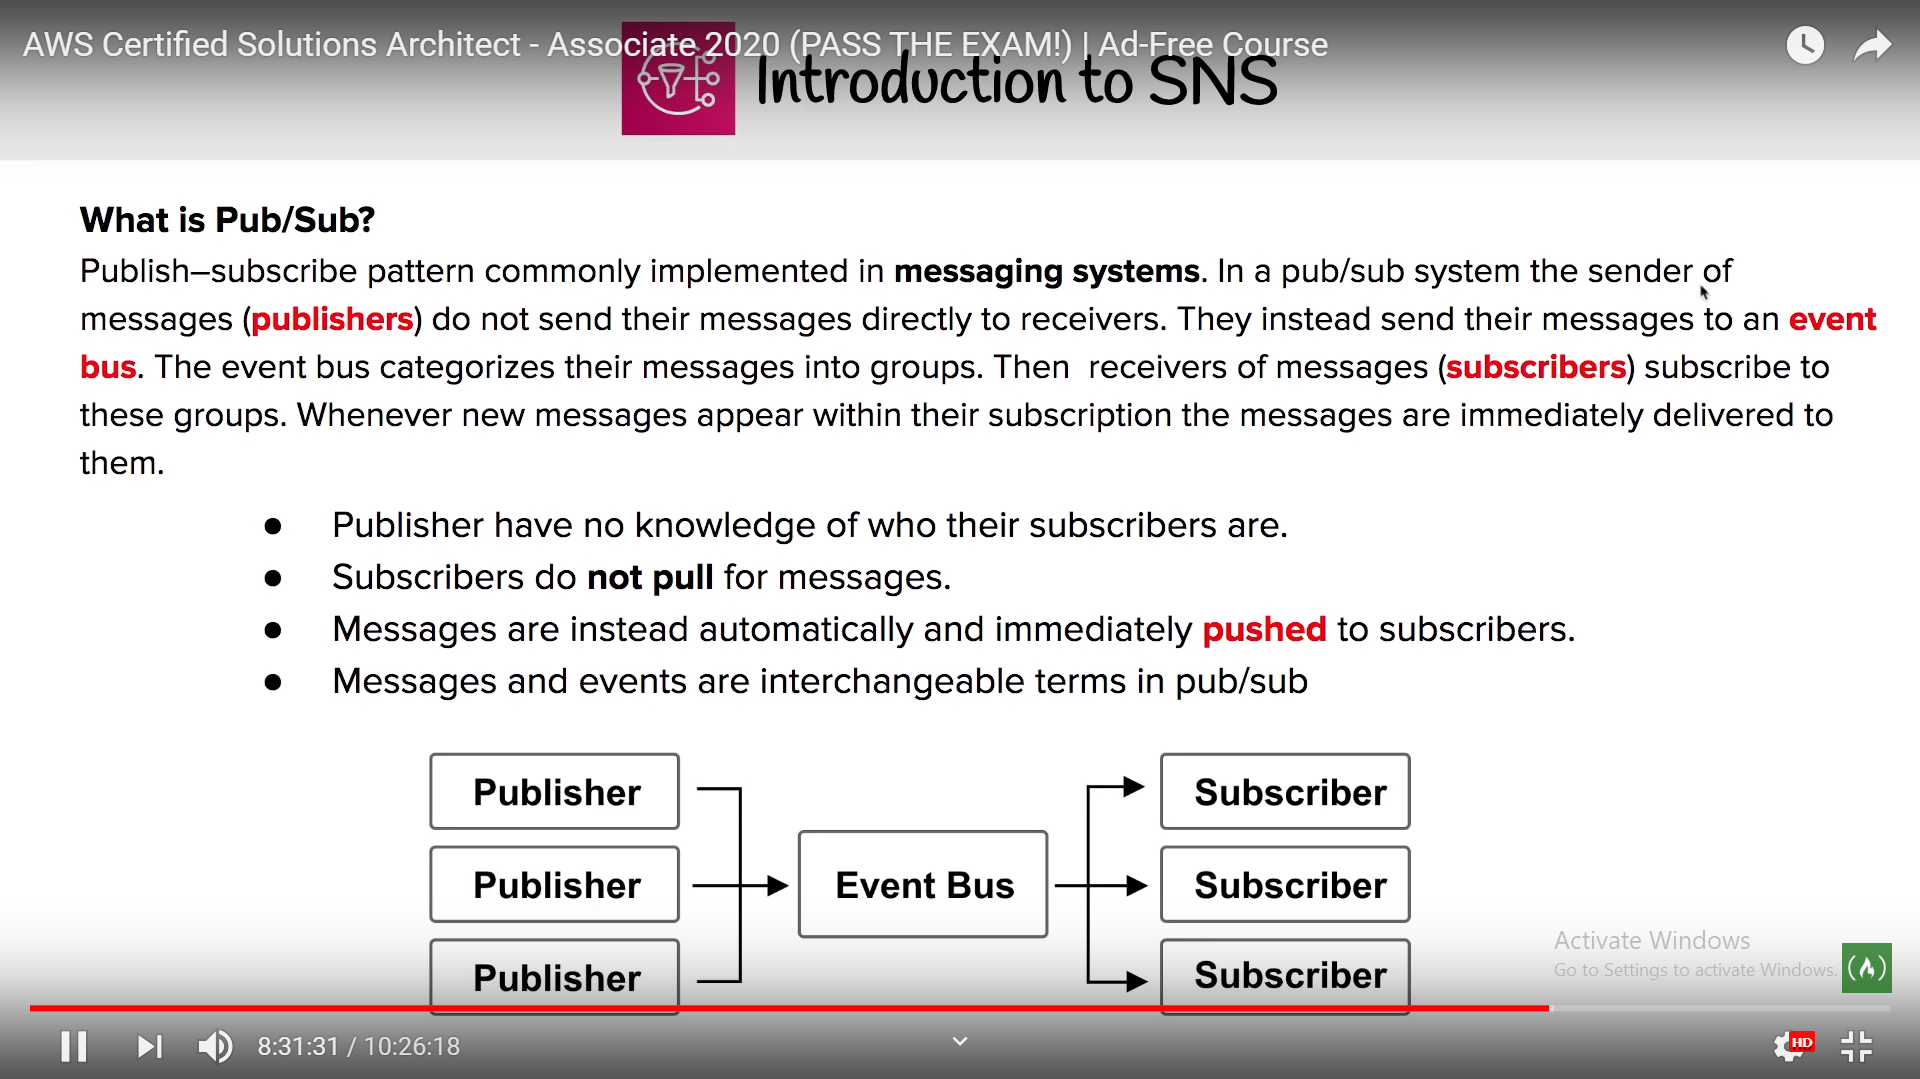 AWS Certified Solutions Architect - Associate 2020 (PASS THE EXAM!) | Ad-Free Course
Introduction to SNS
What is Pub/Sub?
Publish–subscribe pattern commonly implemented in messaging systems. In a pub/sub system the sender of
messages (publishers) do not send their messages directly to receivers. They instead send their messages to an event
bus. The event bus categorizes their messages into groups. Then  receivers of messages (subscribers) subscribe to
these groups. Whenever new messages appear within their subscription the messages are immediately delivered to
them.
● Publisher have no knowledge of who their subscribers are.
● Subscribers do not pull for messages.
● Messages are instead automatically and immediately pushed to subscribers.
● Messages and events are interchangeable terms in pub/sub
Publisher
Subscriber
Publisher
Event Bus
Subscriber
Publisher
Subscriber
Activate Windows
Go to Settings to activate Windows.
8:31:31 / 10:26:18
HD